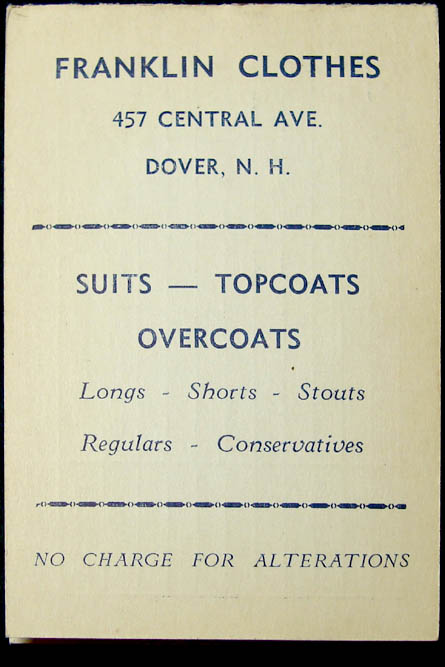 FRANKLIN CLOTHES
457 CENTRAL AVE.
DOVER, N. H.
SUITS — TOPCOATS
OVERCOATS
Longs - Shorts - Stouts
Regulars - Conservatives
NO CHARGE FOR ALTERATIONS